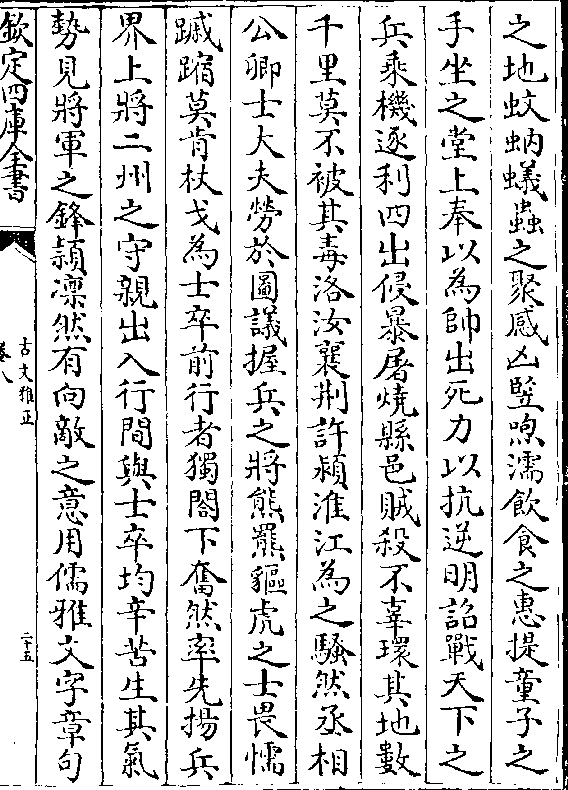 之地蚊蚋蟻蟲之聚感凶豎喣濡飲食之惠提童子之
手坐之堂上奉以為帥出死力以抗逆明詔戰天下之
兵乘機逐利四出侵暴屠燒縣邑賊殺不辜環其地數
千里莫不被其毒洛汝襄荆許潁淮江為之騷然丞相
公卿士大夫勞於圖議握兵之將熊羆貙虎之士畏懦
蹴蹜莫肯杖戈為士卒前行者獨閤下奮然率先揚兵
界上將二州之守親出入行間與士卒均辛苦生其氣
勢見將軍之鋒頴凛然有向敵之意用儒雅文字章句
欽定四庫全書
古文雅正
卷八
二十五